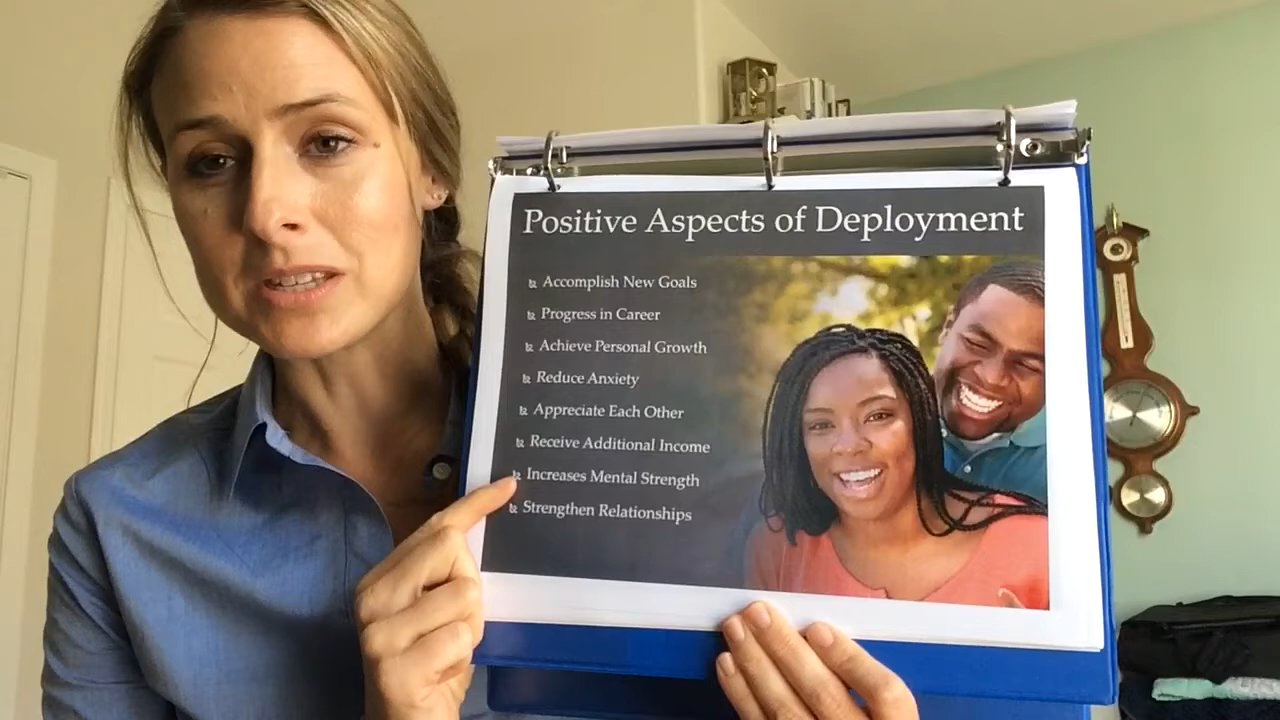 Positive Aspects of Deployment
Accomplish New Goals
Progress in Career
Achieve Personal Growth
Reduce Anxiety
Appreciate Each Other
Receive Additional Income
Increases Mental Strength
Strengthen Relationships